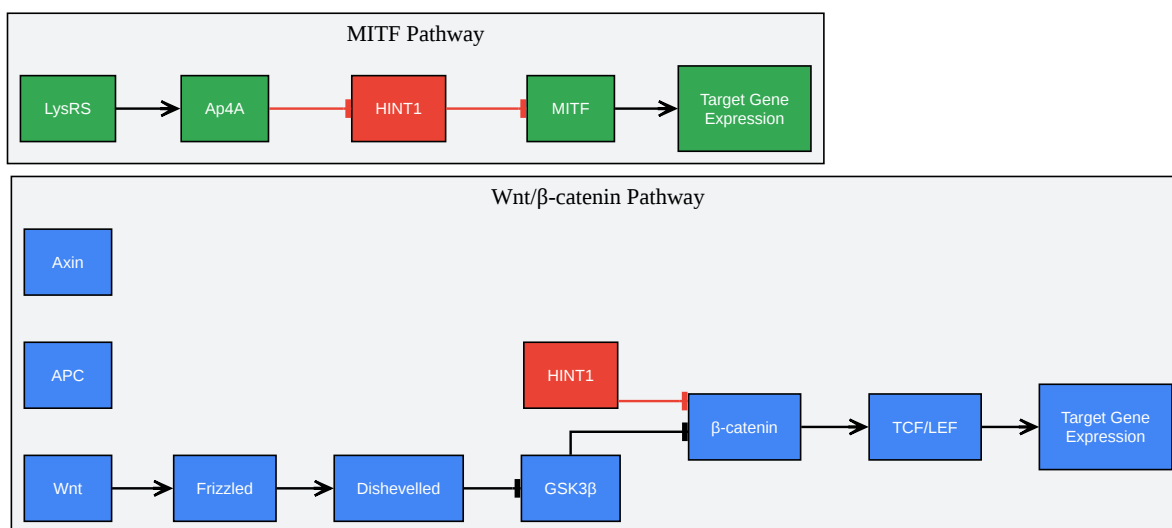 MITF Pathway
LysRS
Ap4A
HINT1
MITF
Target Gene
Expression
Wnt/β-catenin Pathway
Axin
APC
HINT1
β-catenin
TCF/LEF
Target Gene
Expression
Wnt
Frizzled
Dishevelled
GSK3β